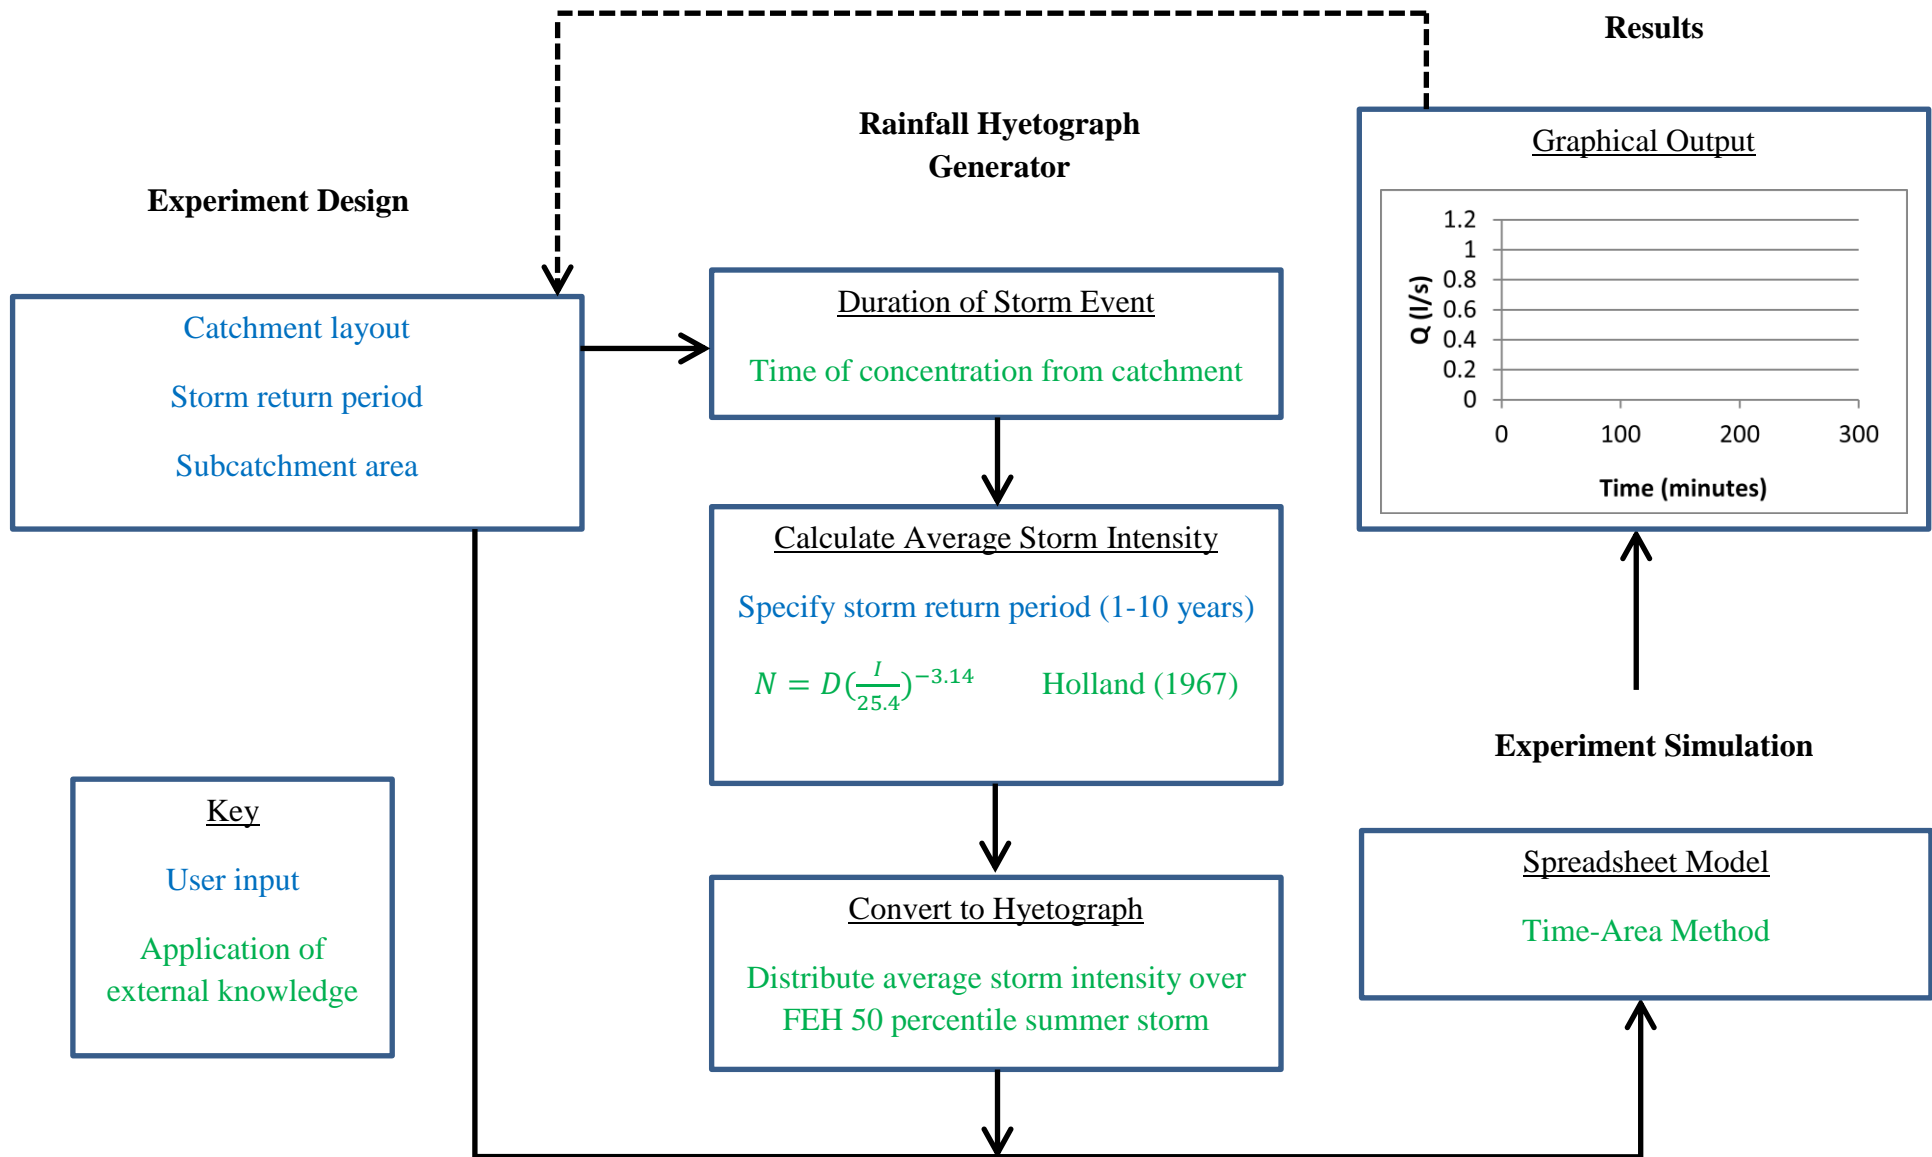 Results
Rainfall Hyetograph
Generator
Experiment Design
Catchment layout
Storm return period
Subcatchment area
Duration of Storm Event
Time of concentration from catchment
Calculate Average Storm Intensity
Specify storm return period (1-10 years)
N = D(I/25.4)^-3.14 Holland (1967)
Convert to Hyetograph
Distribute average storm intensity over
FEH 50 percentile summer storm
Key
User input
Application of
external knowledge
Graphical Output
1.2
1
0.8
0.6
0.4
0.2
0
Q (l/s)
0 100 200 300
Time (minutes)
Experiment Simulation
Spreadsheet Model
Time-Area Method